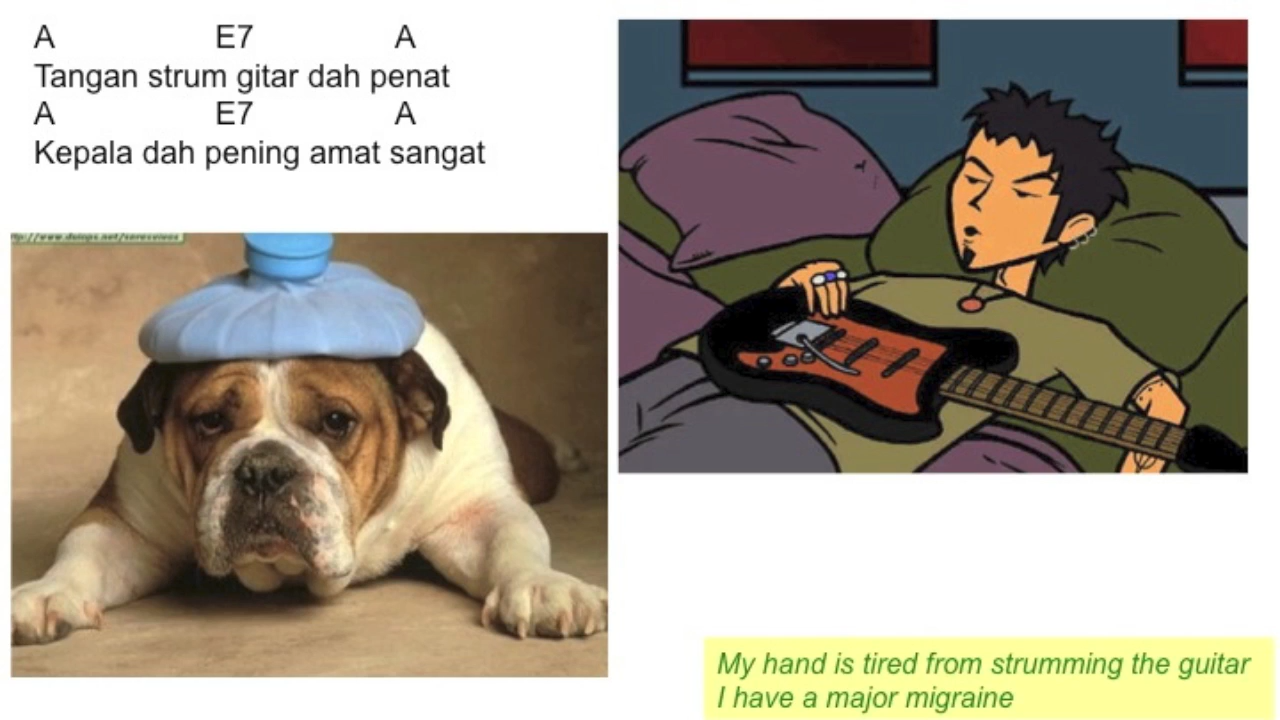 A E7 A
Tangan strum gitar dah penat
A E7 A
Kepala dah pening amat sangat
My hand is tired from strumming the guitar
I have a major migraine